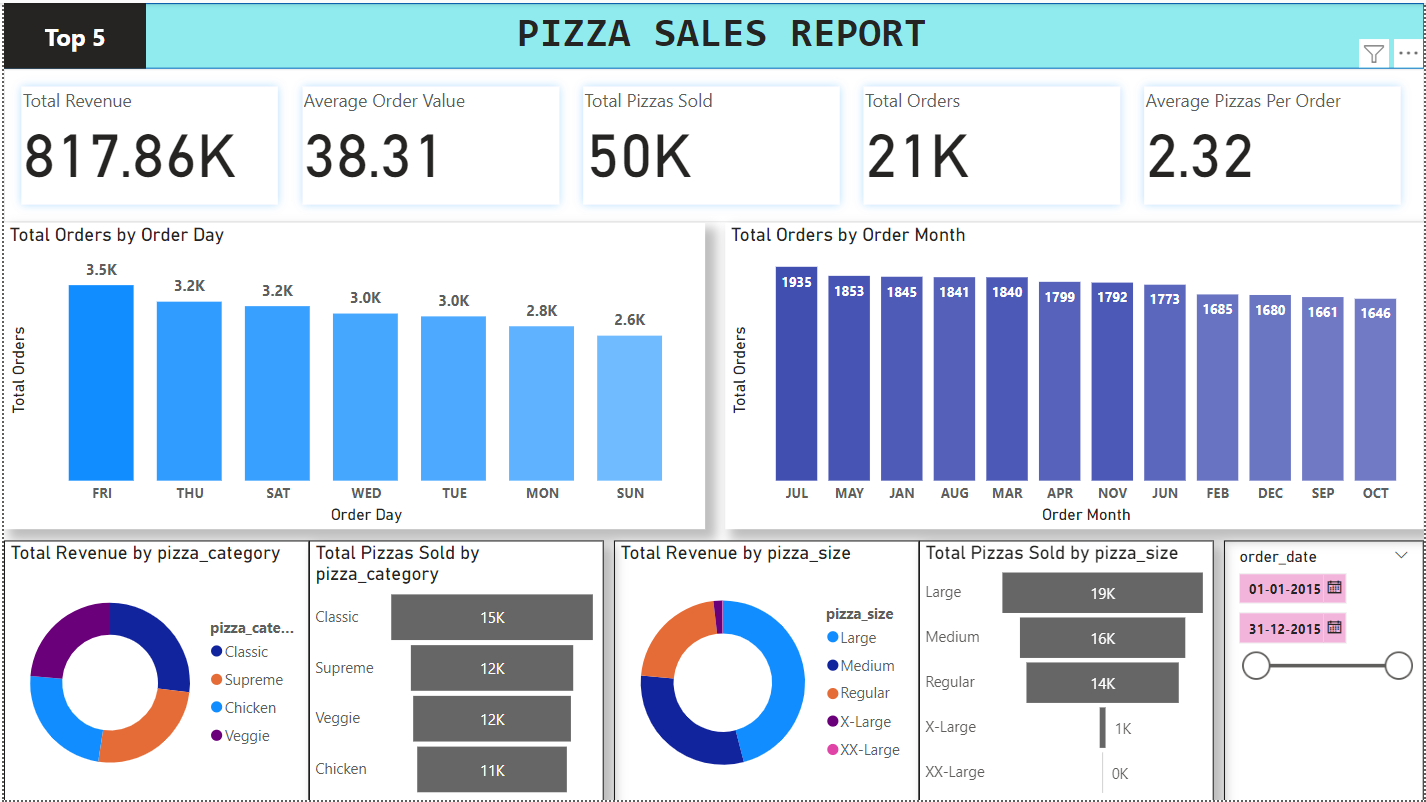 Top 5
PIZZA SALES REPORT
Total Revenue
817.86K
Average Order Value
38.31
Total Pizzas Sold
50K
Total Orders
21K
Average Pizzas Per Order
2.32
Total Orders by Order Day
Total Orders
3.5K
3.2K
3.2K
3.0K
3.0K
2.8K
2.6K
FRI
THU
SAT
WED
TUE
MON
SUN
Order Day
Total Orders by Order Month
Total Orders
1935
1853
1845
1841
1840
1799
1792
1773
1685
1680
1661
1646
JUL
MAY
JAN
AUG
MAR
APR
NOV
JUN
FEB
DEC
SEP
OCT
Order Month
Total Revenue by pizza_category
pizza_cate...
Classic
Supreme
Chicken
Veggie
Total Pizzas Sold by
pizza_category
Classic
15K
Supreme
12K
Veggie
12K
Chicken
11K
Total Revenue by pizza_size
pizza_size
Large
Medium
Regular
X-Large
XX-Large
Total Pizzas Sold by pizza_size
Large
19K
Medium
16K
Regular
14K
X-Large
1K
XX-Large
0K
order_date
01-01-2015
31-12-2015